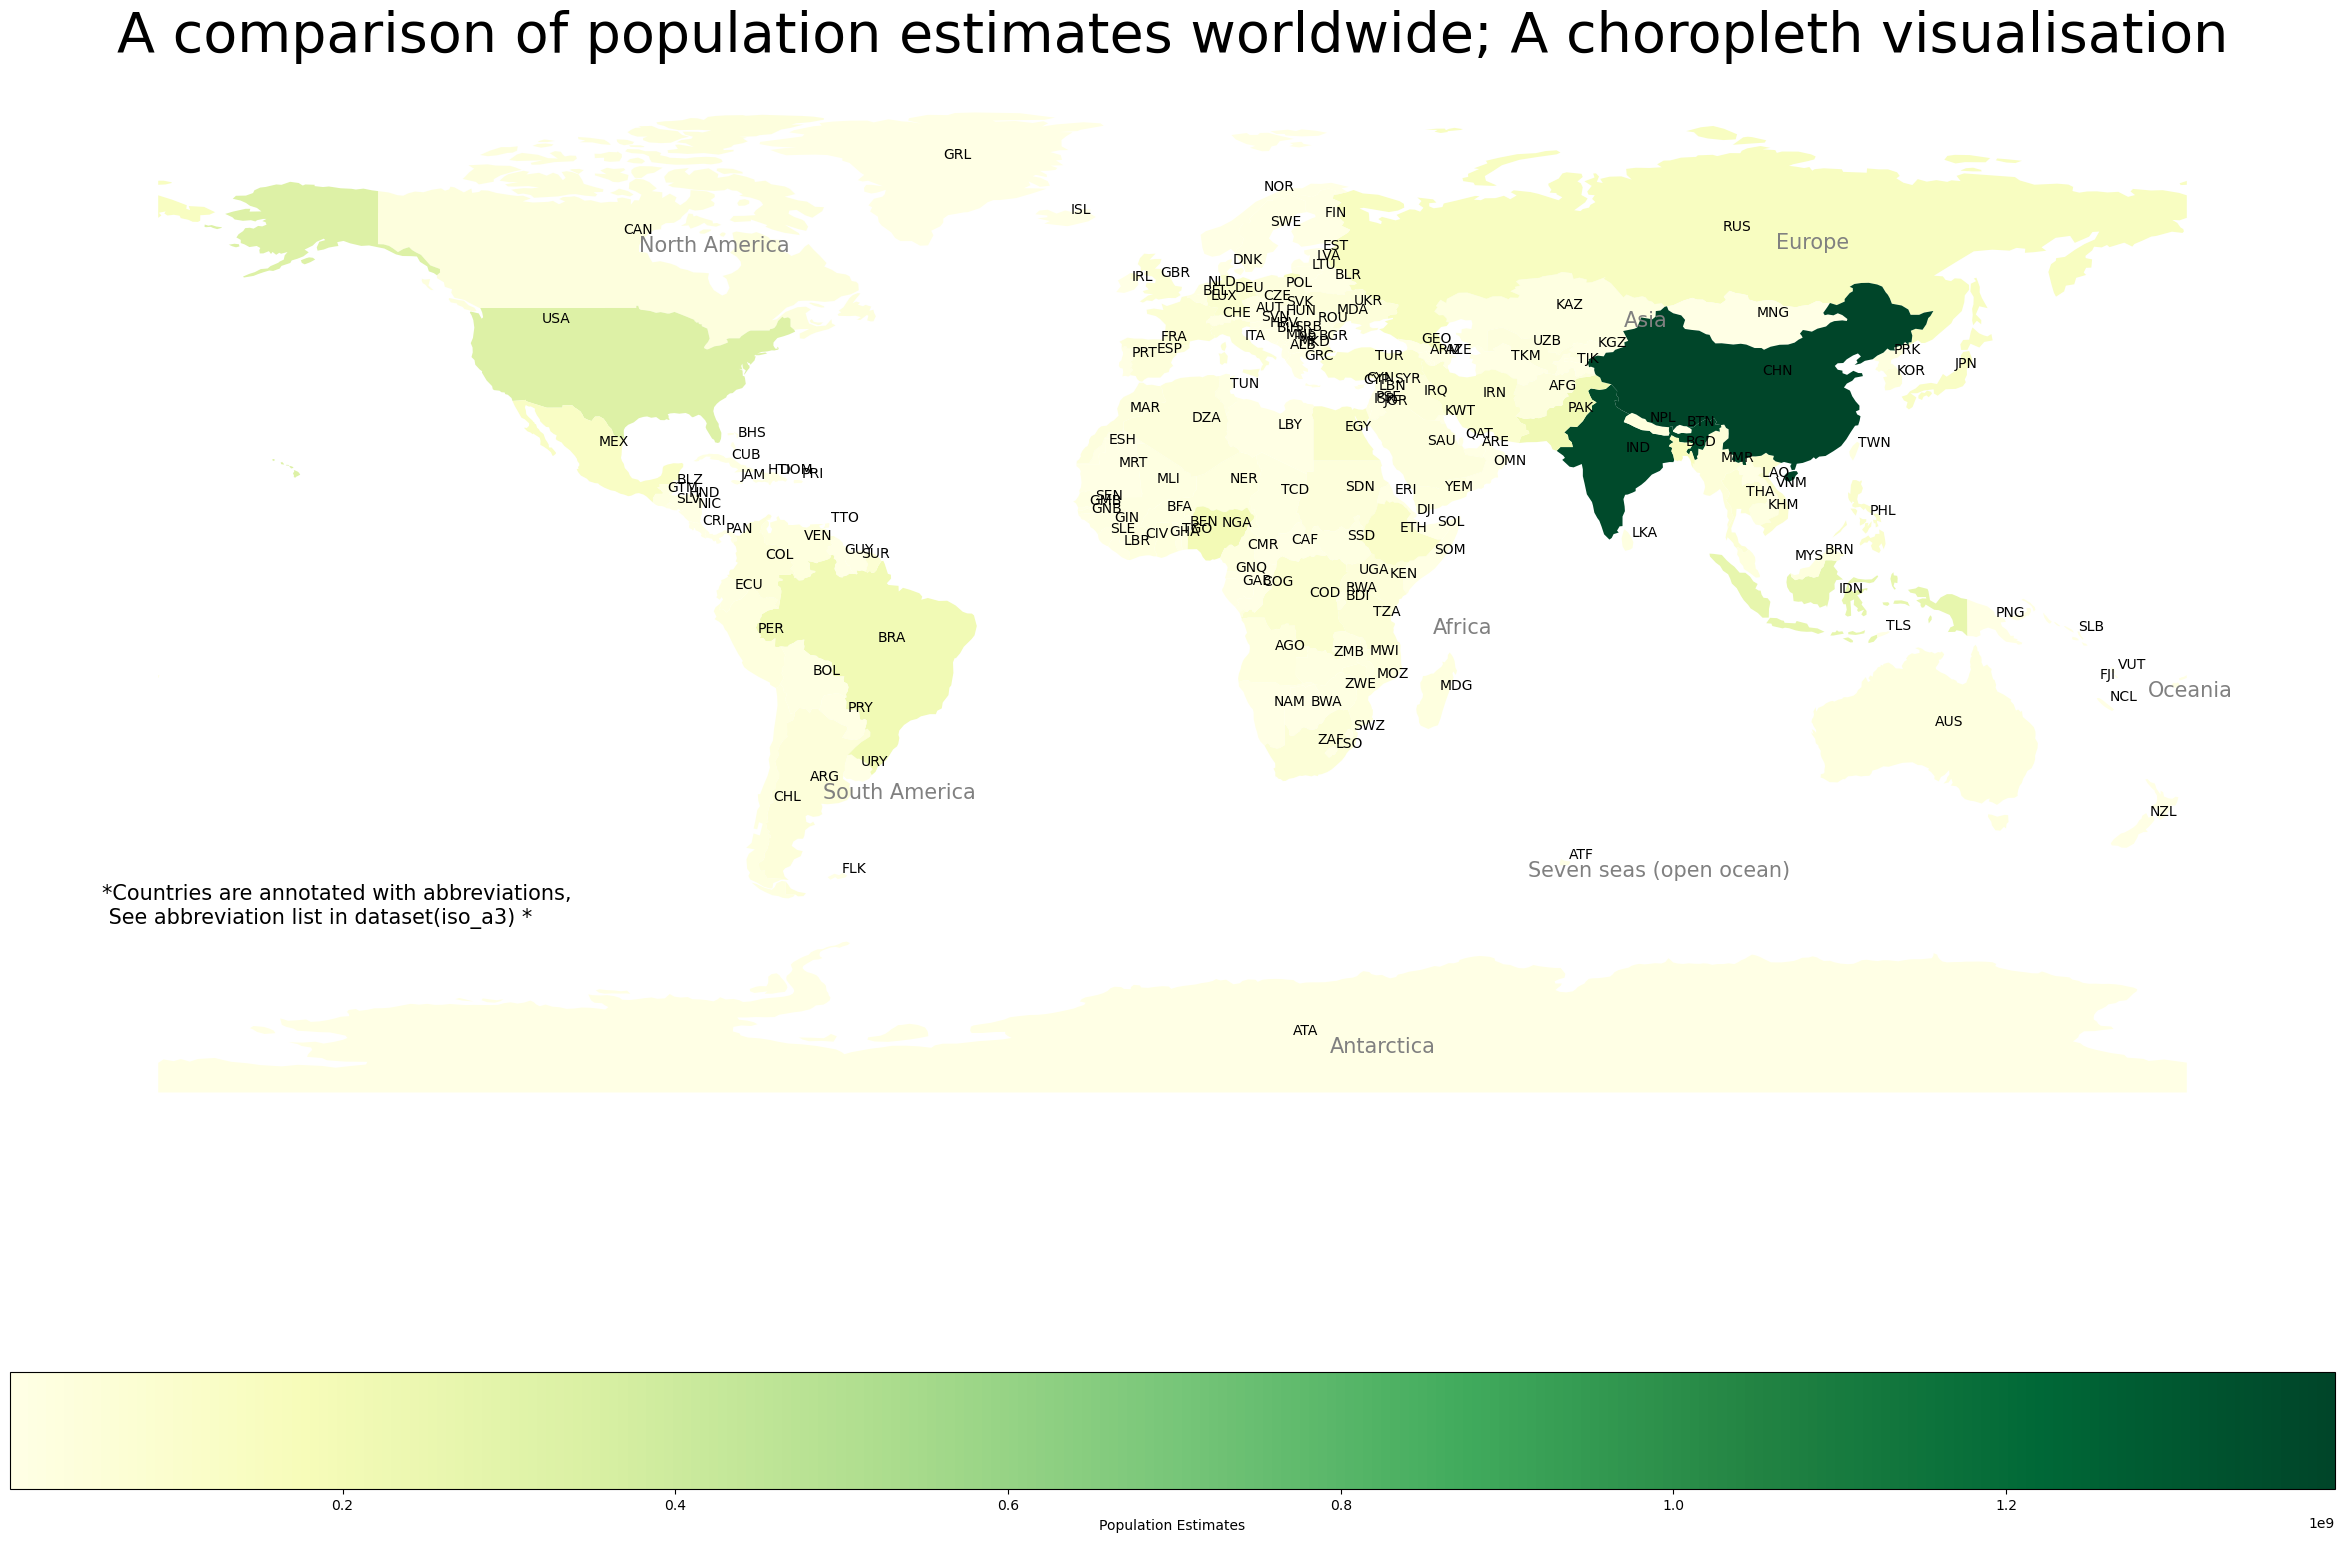 A comparison of population estimates worldwide; A choropleth visualisation
GRL
NOR
ISL
FIN
SWE
RUS
CAN
North America
Europe
EST
LVA
DNK
LTU
GBR
IRL
BLR
NLD
POL
DEU
BEL
LUX
CZE
UKR
SVK
KAZ
AUT
MDA
HUN
CHE
MNG
SVN
ROU
USA
Asia
HRV
BIH
SRB
FRA
ITA
BGR
GEO
UZB
MKD
KGZ
ALB
ESP
ARM
AZE
PRK
PRT
GRC
TUR
TKM
TJK
JPN
CHN
KOR
CYN
SYR
CYP
TUN
LBN
AFG
IRQ
IRN
PSE
JOR
MAR
PAK
KWT
DZA
NPL
BTN
LBY
EGY
BHS
QAT
ESH
SAU
ARE
BGD
TWN
MEX
IND
CUB
MMR
OMN
MRT
HTI
DOM
PRI
JAM
LAO
BLZ
MLI
NER
VNM
GTM
SDN
YEM
TCD
ERI
THA
HND
SEN
SLV
GMB
NIC
KHM
BFA
GNB
DJI
PHL
GIN
TTO
CRI
BEN
NGA
SOL
PAN
SLE
TGO
ETH
GHA
CIV
LKA
VEN
SSD
CAF
LBR
CMR
GUY
SUR
SOM
BRN
COL
MYS
GNQ
UGA
KEN
GAB
COG
ECU
RWA
IDN
COD
BDI
TZA
PNG
PER
TLS
SLB
Africa
BRA
AGO
ZMB
MWI
VUT
BOL
MOZ
FJI
ZWE
MDG
Oceania
NCL
NAM
BWA
PRY
AUS
SWZ
ZAF
LSO
URY
ARG
CHL
South America
NZL
ATF
FLK
Seven seas (open ocean)
*Countries are annotated with abbreviations,
See abbreviation list in dataset(iso_a3) *
ATA
Antarctica
0.2 0.4 0.6 0.8 1.0 1.2
1e9
Population Estimates